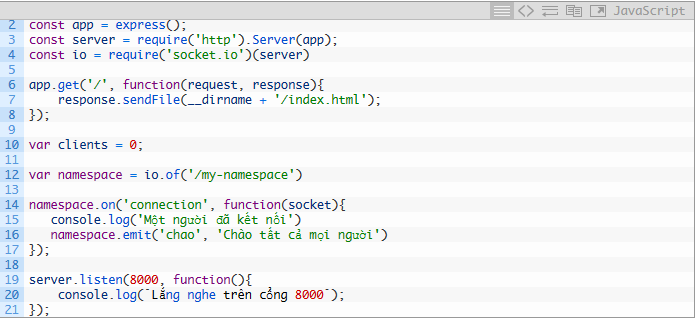 JavaScript
2 const app = express();
3 const server = require('http').Server(app);
4 const io = require('socket.io')(server)
5
6 app.get('/', function(request, response){
7 response.sendFile(__dirname + '/index.html');
8 });
9
10 var clients = 0;
11
12 var namespace = io.of('/my-namespace')
13
14 namespace.on('connection', function(socket){
15 console.log('Một người đã kết nối')
16 namespace.emit('chao', 'Chào tất cả mọi người')
17 });
18
19 server.listen(8000, function(){
20 console.log(¯Lắng nghe trên cổng 8000¯);
21 });